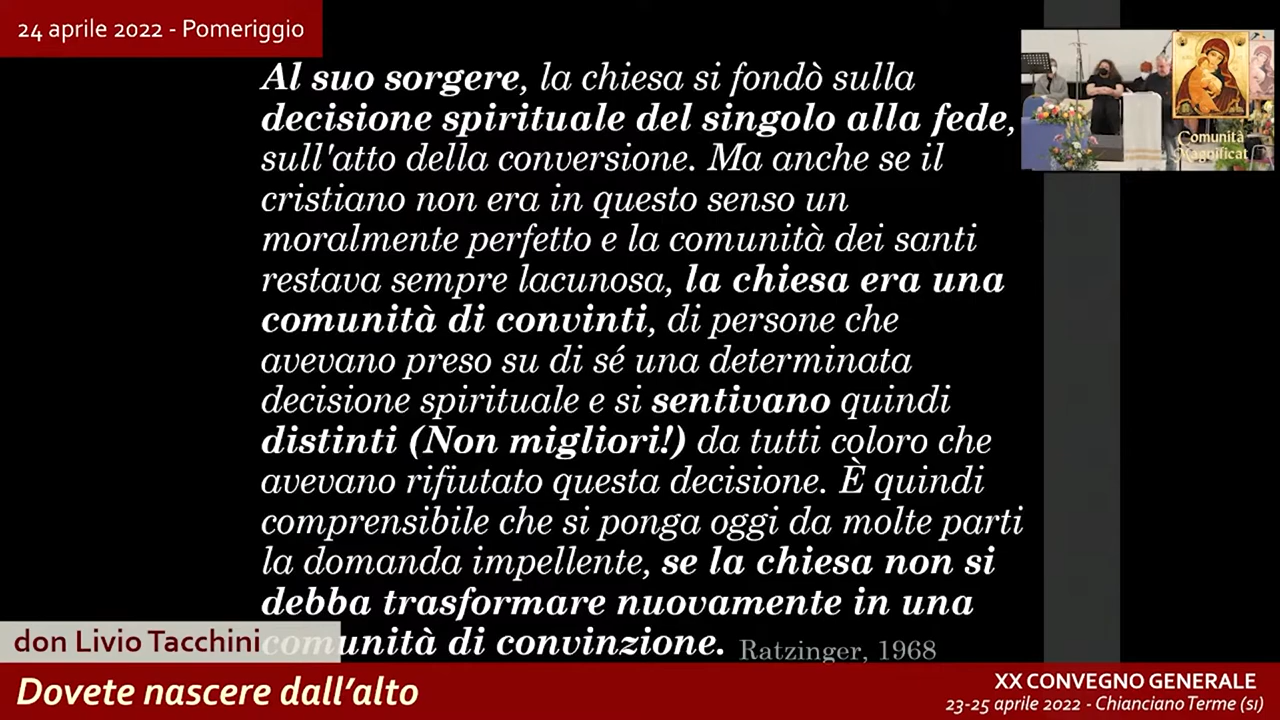 24 aprile 2022 - Pomeriggio
Al suo sorgere, la chiesa si fondò sulla
decisione spirituale del singolo alla fede,
sull'atto della conversione. Ma anche se il
cristiano non era in questo senso un
moralmente perfetto e la comunità dei santi
restava sempre lacunosa, la chiesa era una
comunità di convinti, di persone che
avevano preso su di sé una determinata
decisione spirituale e si sentivano quindi
distinti (Non migliori!) da tutti coloro che
avevano rifiutato questa decisione. È quindi
comprensibile che si ponga oggi da molte parti
la domanda impellente, se la chiesa non si
debba trasformare nuovamente in una
comunità di convinzione. Ratzinger, 1968
Comunità
Magnificat
don Livio Tacchini
Dovete nascere dall'alto
XX CONVEGNO GENERALE
23-25 aprile 2022 - Chianciano Terme (SI)